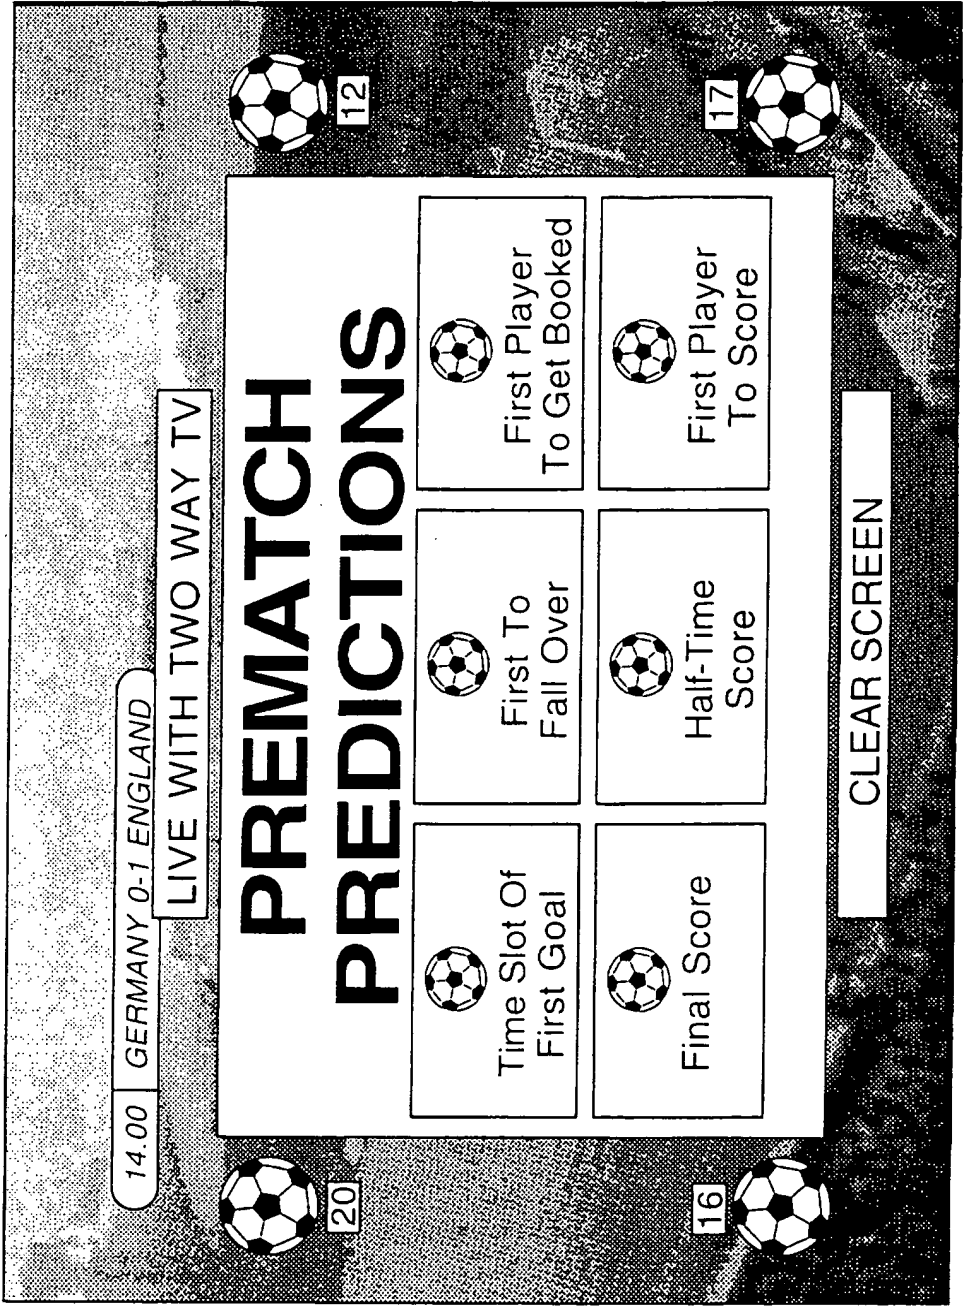 14.00 GERMANY 0-1 ENGLAND
LIVE WITH TWO WAY TV
20
12
PREMATCH
PREDICTIONS
Time Slot Of
First Goal
First To
Fall Over
First Player
To Get Booked
Final Score
Half-Time
Score
First Player
To Score
16
17
CLEAR SCREEN